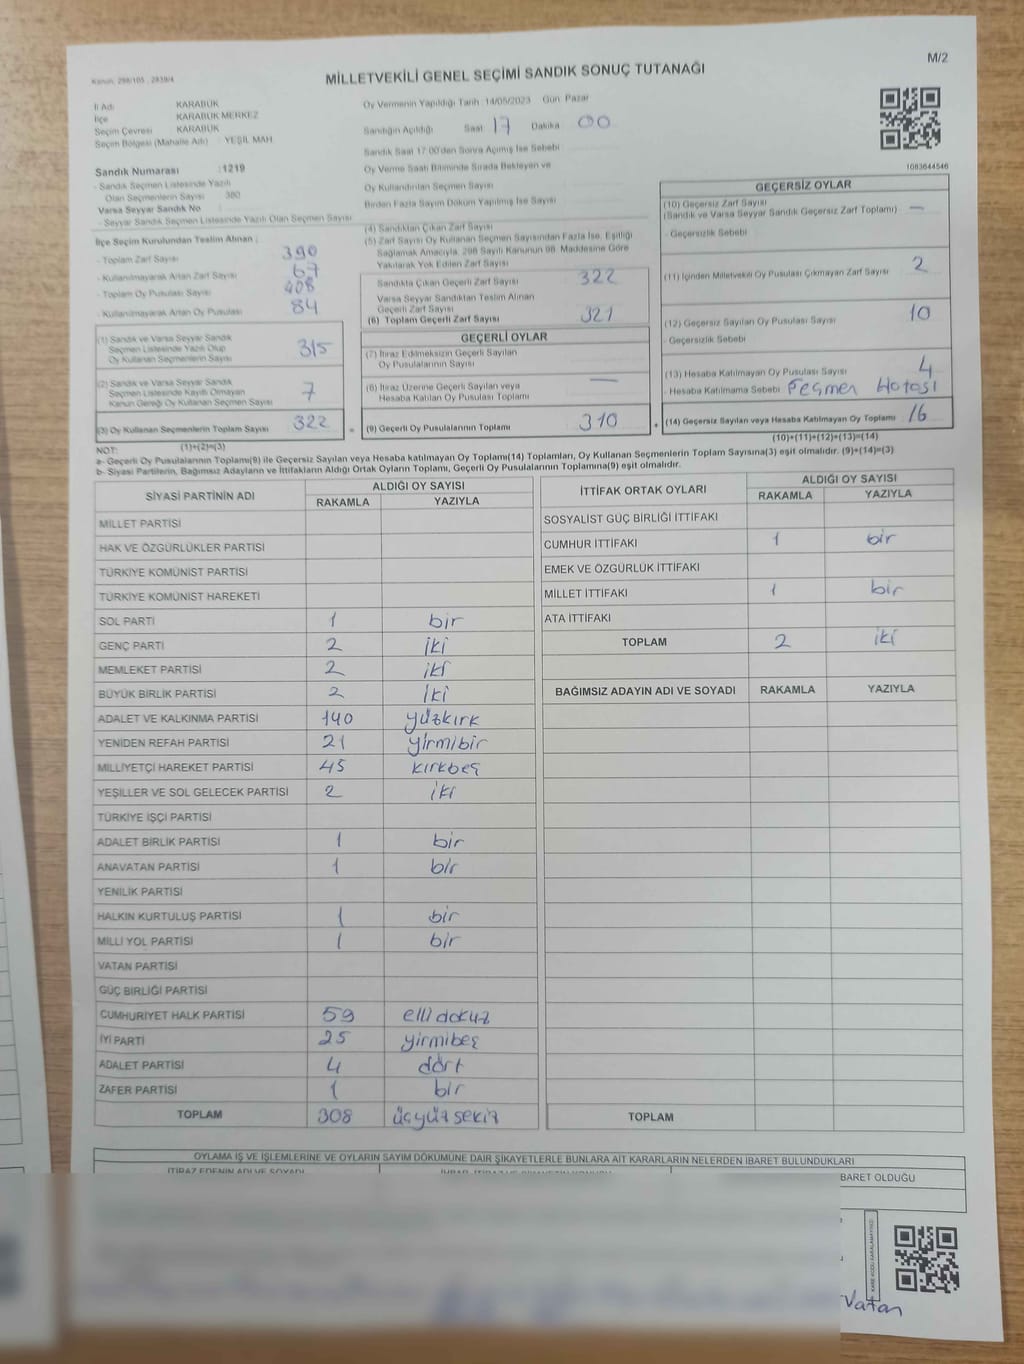 M/2
Kanun: 298/105 , 2839/4
MİLLETVEKİLİ GENEL SEÇİMİ SANDIK SONUÇ TUTANAĞI
İl Adı KARABÜK
İlçe KARABÜK MERKEZ
Seçim Çevresi KARABÜK
Seçim Bölgesi (Mahalle Adı) : YEŞİL MAH
Oy Vermenin Yapıldığı Tarih :14/05/2023 Gün: Pazar
Sandığın Açıldığı Saat 17 Dakika 00
Sandık Saat 17:00'den Sonra Açılmış İse Sebebi
Oy Verme Saati Bitiminde Sırada Bekleyen ve
Oy Kullandırılan Seçmen Sayısı
Birden Fazla Sayım Döküm Yapılmış İse Sayısı
1083644546
Sandık Numarası :1219
- Sandık Seçmen Listesinde Yazılı
Olan Seçmenlerin Sayısı 380
Varsa Seyyar Sandık No
- Seyyar Sandık Seçmen Listesinde Yazılı Olan Seçmen Sayısı
İlçe Seçim Kurulundan Teslim Alınan ;
- Toplam Zarf Sayısı 390
- Kullanılmayarak Artan Zarf Sayısı 67
- Toplam Oy Pusulası Sayısı 408
- Kullanılmayarak Artan Oy Pusulası 84
(1) Sandık ve Varsa Seyyar Sandık
Seçmen Listesinde Yazılı Olup
Oy Kullanan Seçmenlerin Sayısı 315
(2) Sandık ve Varsa Seyyar Sandık
Seçmen Listesinde Kayıtlı Olmayan
Kanun Gereği Oy Kullanan Seçmen Sayısı 7
(3) Oy Kullanan Seçmenlerin Toplam Sayısı 322
(1)+(2)=(3)
(4) Sandıktan Çıkan Zarf Sayısı
(5) Zarf Sayısı Oy Kullanan Seçmen Sayısından Fazla İse, Eşitliği
Sağlamak Amacıyla, 298 Sayılı Kanunun 98. Maddesine Göre
Yakılarak Yok Edilen Zarf Sayısı
Sandıkta Çıkan Geçerli Zarf Sayısı 322
Varsa Seyyar Sandıktan Teslim Alınan
Geçerli Zarf Sayısı
(6) Toplam Geçerli Zarf Sayısı 321
GEÇERLİ OYLAR
(7) İtiraz Edilmeksizin Geçerli Sayılan
Oy Pusulalarının Sayısı
(8) İtiraz Üzerine Geçerli Sayılan veya
Hesaba Katılan Oy Pusulası Toplamı —
= (9) Geçerli Oy Pusulalarının Toplamı 310
GEÇERSİZ OYLAR
(10) Geçersiz Zarf Sayısı
(Sandık ve Varsa Seyyar Sandık Geçersiz Zarf Toplamı) —
- Geçersizlik Sebebi
(11) İçinden Milletvekili Oy Pusulası Çıkmayan Zarf Sayısı 2
(12) Geçersiz Sayılan Oy Pusulası Sayısı 10
- Geçersizlik Sebebi
(13) Hesaba Katılmayan Oy Pusulası Sayısı 4
- Hesaba Katılmama Sebebi Seçmen Hatası
+ (14) Geçersiz Sayılan veya Hesaba Katılmayan Oy Toplamı 16
(10)+(11)+(12)+(13)=(14)
NOT:
a- Geçerli Oy Pusulalarının Toplamı(9) ile Geçersiz Sayılan veya Hesaba katılmayan Oy Toplamı(14) Toplamları, Oy Kullanan Seçmenlerin Toplam Sayısına(3) eşit olmalıdır. (9)+(14)=(3)
b- Siyasi Partilerin, Bağımsız Adayların ve İttifakların Aldığı Ortak Oyların Toplamı, Geçerli Oy Pusulalarının Toplamına(9) eşit olmalıdır.
SİYASİ PARTİNİN ADI ALDIĞI OY SAYISI
RAKAMLA YAZIYLA
MİLLET PARTİSİ
HAK VE ÖZGÜRLÜKLER PARTİSİ
TÜRKİYE KOMÜNİST PARTİSİ
TÜRKİYE KOMÜNİST HAREKETİ
SOL PARTİ 1 bir
GENÇ PARTİ 2 iki
MEMLEKET PARTİSİ 2 iki
BÜYÜK BİRLİK PARTİSİ 2 iki
ADALET VE KALKINMA PARTİSİ 140 yüzkırk
YENİDEN REFAH PARTİSİ 21 yirmibir
MİLLİYETÇİ HAREKET PARTİSİ 45 kırkbeş
YEŞİLLER VE SOL GELECEK PARTİSİ 2 iki
TÜRKİYE İŞÇİ PARTİSİ
ADALET BİRLİK PARTİSİ 1 bir
ANAVATAN PARTİSİ 1 bir
YENİLİK PARTİSİ
HALKIN KURTULUŞ PARTİSİ 1 bir
MİLLİ YOL PARTİSİ 1 bir
VATAN PARTİSİ
GÜÇ BİRLİĞİ PARTİSİ
CUMHURİYET HALK PARTİSİ 59 elli dokuz
İYİ PARTİ 25 yirmibeş
ADALET PARTİSİ 4 dört
ZAFER PARTİSİ 1 bir
TOPLAM 308 üçyüz sekiz
İTTİFAK ORTAK OYLARI ALDIĞI OY SAYISI
RAKAMLA YAZIYLA
SOSYALİST GÜÇ BİRLİĞİ İTTİFAKI
CUMHUR İTTİFAKI 1 bir
EMEK VE ÖZGÜRLÜK İTTİFAKI
MİLLET İTTİFAKI 1 bir
ATA İTTİFAKI
TOPLAM 2 iki
BAĞIMSIZ ADAYIN ADI VE SOYADI RAKAMLA YAZIYLA
TOPLAM
OYLAMA İŞ VE İŞLEMLERİNE VE OYLARIN SAYIM DÖKÜMÜNE DAİR ŞİKAYETLERLE BUNLARA AİT KARARLARIN NELERDEN İBARET BULUNDUKLARI
İTİRAZ EDENİN ADI VE SOYADI
BARET OLDUĞU
KARE KODU KARALAMAYINIZ!
Vatan